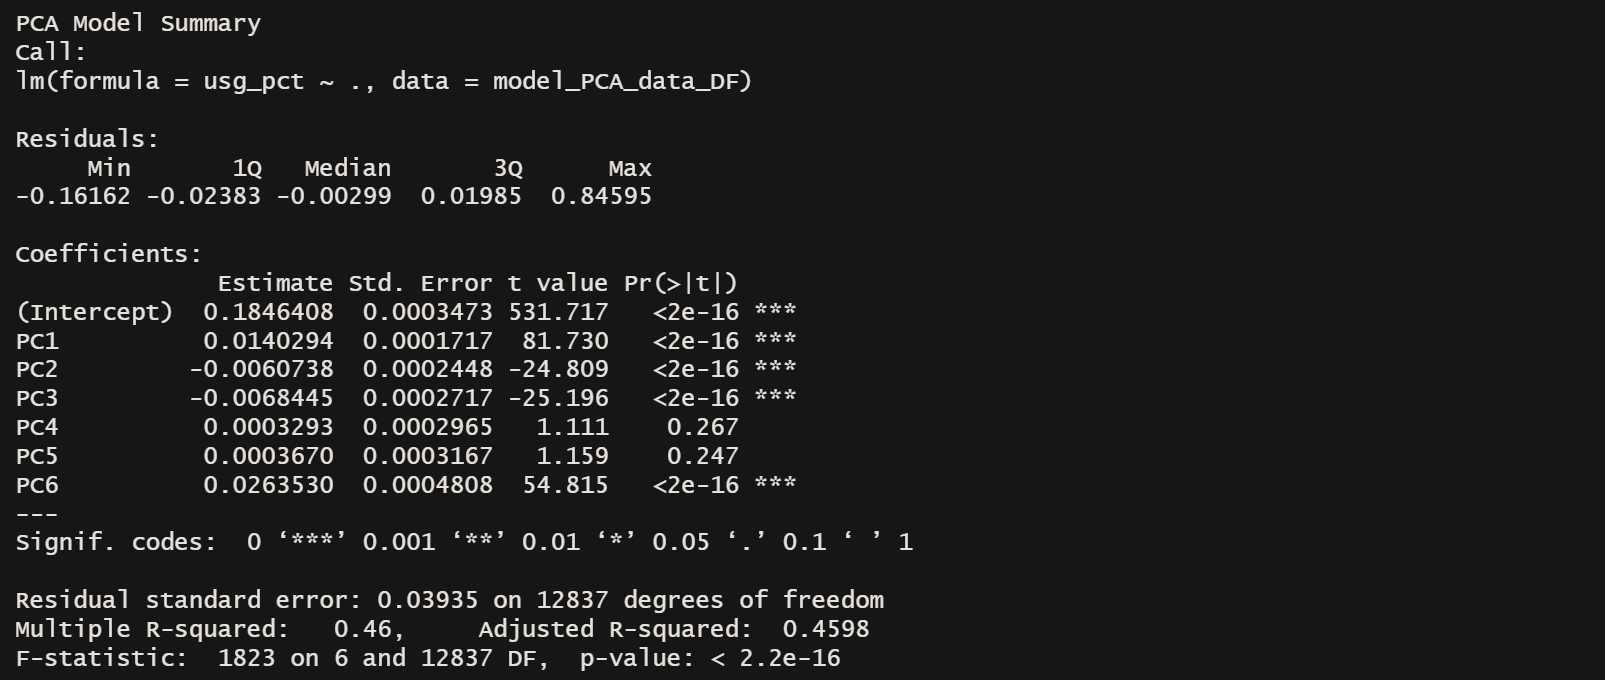 PCA Model Summary
Call:
lm(formula = usg_pct ~ ., data = model_PCA_data_DF)
Residuals:
     Min       1Q   Median       3Q      Max
-0.16162 -0.02383 -0.00299  0.01985  0.84595
Coefficients:
              Estimate Std. Error t value Pr(>|t|)
(Intercept)  0.1846408  0.0003473 531.717   <2e-16 ***
PC1          0.0140294  0.0001717  81.730   <2e-16 ***
PC2         -0.0060738  0.0002448 -24.809   <2e-16 ***
PC3         -0.0068445  0.0002717 -25.196   <2e-16 ***
PC4          0.0003293  0.0002965   1.111    0.267
PC5          0.0003670  0.0003167   1.159    0.247
PC6          0.0263530  0.0004808  54.815   <2e-16 ***
---
Signif. codes:  0 ‘***’ 0.001 ‘**’ 0.01 ‘*’ 0.05 ‘.’ 0.1 ‘ ’ 1
Residual standard error: 0.03935 on 12837 degrees of freedom
Multiple R-squared:   0.46,	Adjusted R-squared:  0.4598
F-statistic:  1823 on 6 and 12837 DF,  p-value: < 2.2e-16